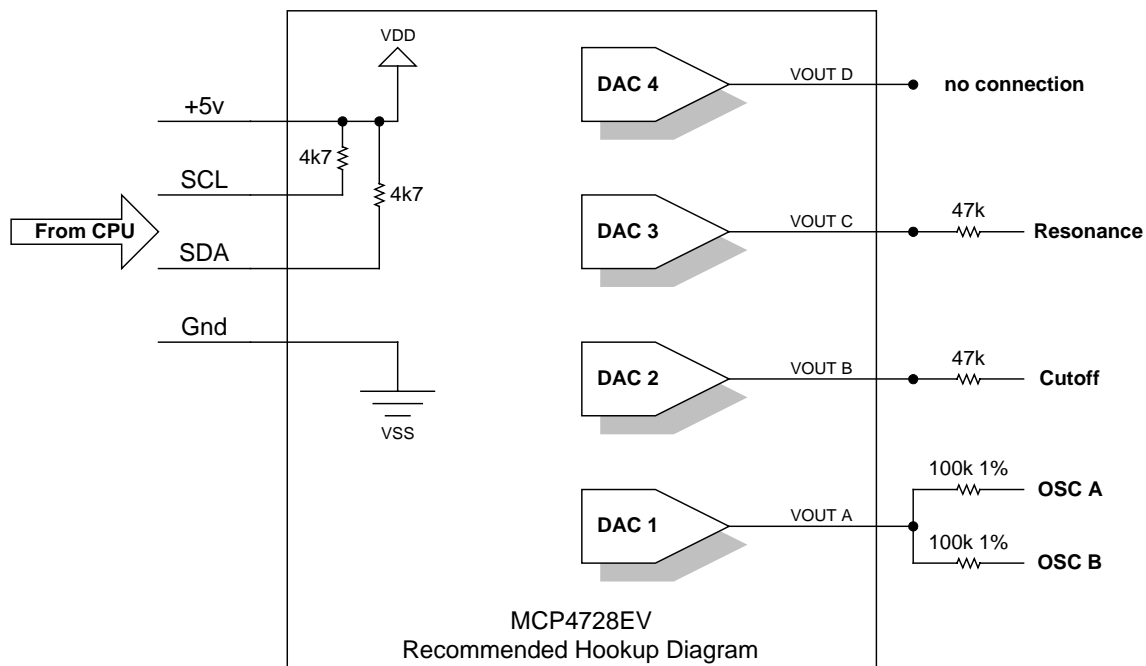 VDD
+5v
4k7
SCL
4k7
From CPU
SDA
Gnd
VSS
DAC 4
VOUT D
no connection
DAC 3
VOUT C
47k
Resonance
DAC 2
VOUT B
47k
Cutoff
DAC 1
VOUT A
100k 1%
OSC A
100k 1%
OSC B
MCP4728EV
Recommended Hookup Diagram